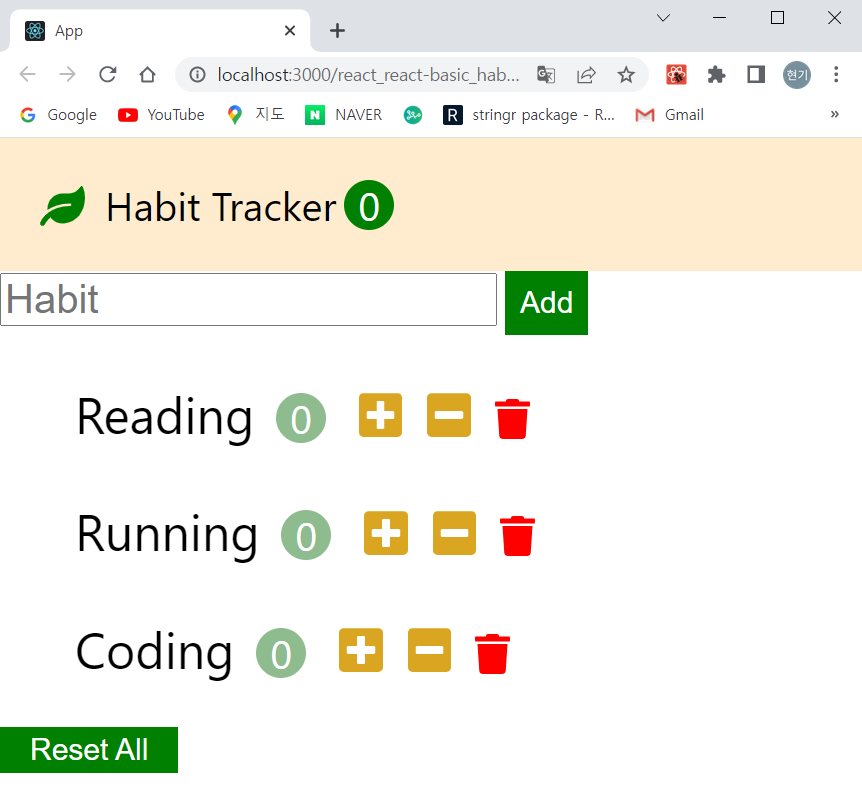 App
localhost:3000/react_react-basic_hab...
현기
Google YouTube 지도 NAVER stringr package - R... Gmail »
Habit Tracker 0
Habit Add
Reading 0
Running 0
Coding 0
Reset All